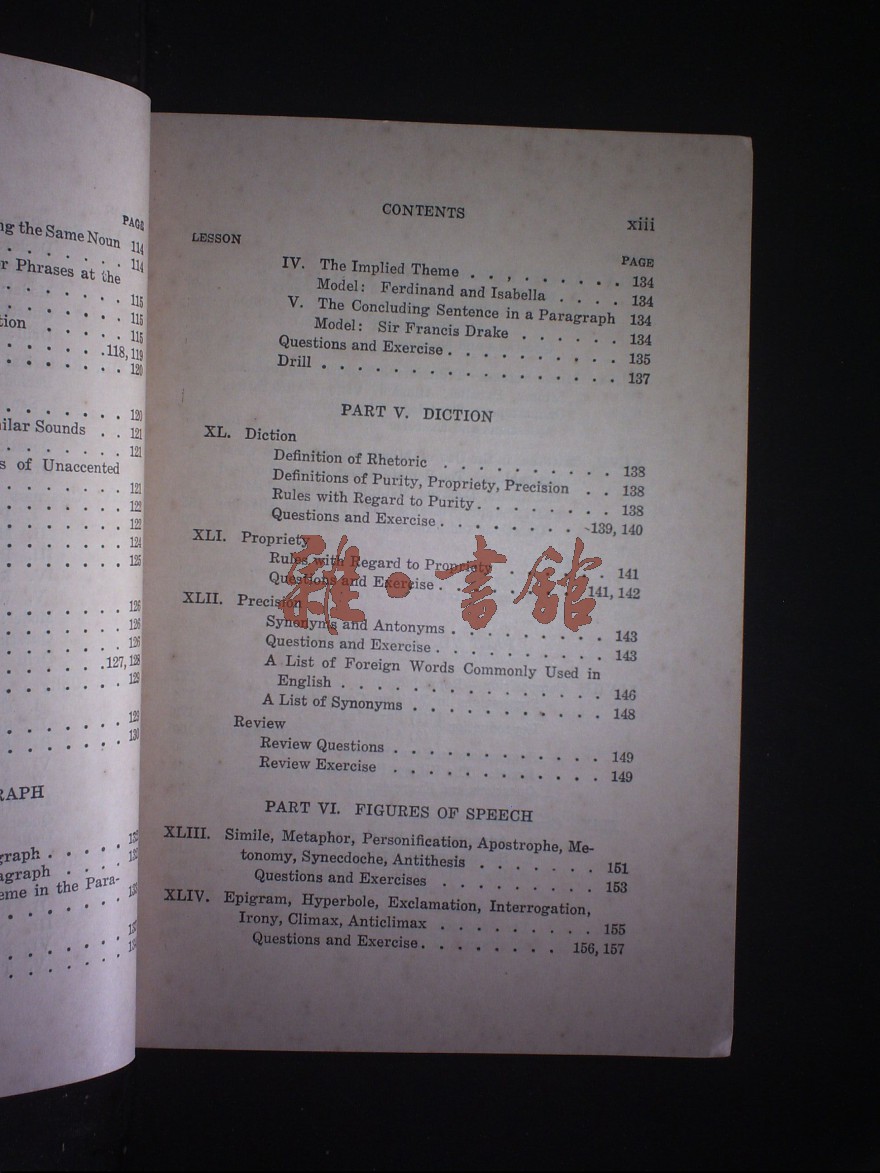 PAGE
ng the Same Noun 114
. . . . . . . 114
r Phrases at the
. . . . . . . 115
. . . . . . . 115
tion . . . . . 115
. . . . . . .118, 119
. . . . . . . 120
. . . . . . . 120
ilar Sounds . . 121
. . . . . . . 121
s of Unaccented
. . . . . . . 121
. . . . . . . 122
. . . . . . . 122
. . . . . . . 124
. . . . . . . 125
. . . . . . . 126
. . . . . . . 126
. . . . . . . 126
. . . . . . .127, 128
. . . . . . . 128
. . . . . . . 129
. . . . . . . 130
RAPH
graph . . . . .
agraph . . . .
eme in the Para-
CONTENTS xiii
LESSON PAGE
IV. The Implied Theme . . . . . . . . . 134
Model: Ferdinand and Isabella . . . . 134
V. The Concluding Sentence in a Paragraph 134
Model: Sir Francis Drake . . . . . . 134
Questions and Exercise . . . . . . . . . . 135
Drill . . . . . . . . . . . . . . . . . 137
PART V. DICTION
XL. Diction
Definition of Rhetoric . . . . . . . . . . 138
Definitions of Purity, Propriety, Precision . . 138
Rules with Regard to Purity . . . . . . . . 138
Questions and Exercise . . . . . . . . 139, 140
XLI. Propriety
Rules with Regard to Propriety . . . . . . 141
Questions and Exercise . . . . . . . . 141, 142
XLII. Precision
Synonyms and Antonyms . . . . . . . . . 143
Questions and Exercise . . . . . . . . . . 143
A List of Foreign Words Commonly Used in
English . . . . . . . . . . . . . . . 146
A List of Synonyms . . . . . . . . . . . 148
Review
Review Questions . . . . . . . . . . . . 149
Review Exercise . . . . . . . . . . . . 149
PART VI. FIGURES OF SPEECH
XLIII. Simile, Metaphor, Personification, Apostrophe, Me-
tonomy, Synecdoche, Antithesis . . . . . . . 151
Questions and Exercises . . . . . . . . . 153
XLIV. Epigram, Hyperbole, Exclamation, Interrogation,
Irony, Climax, Anticlimax . . . . . . . . . 155
Questions and Exercise . . . . . . . 156, 157
雜·書館